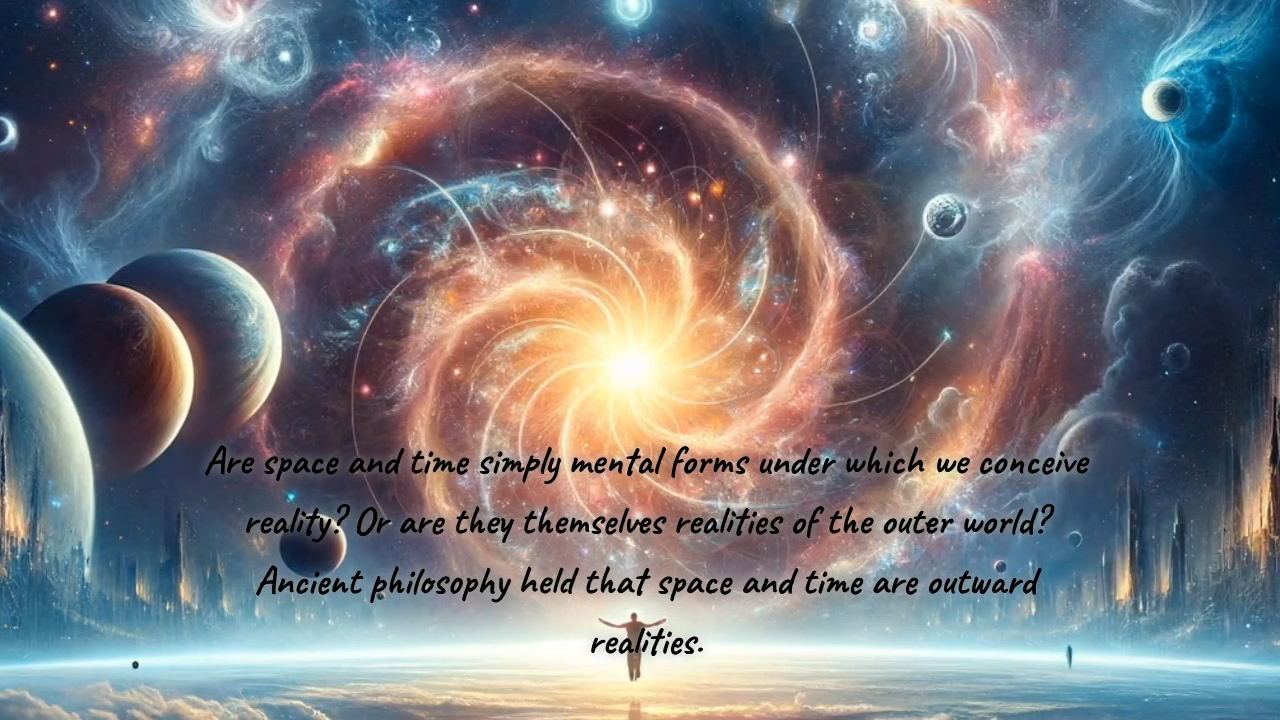 Are space and time simply mental forms under which we conceive
reality? Or are they themselves realities of the outer world?
Ancient philosophy held that space and time are outward
realities.